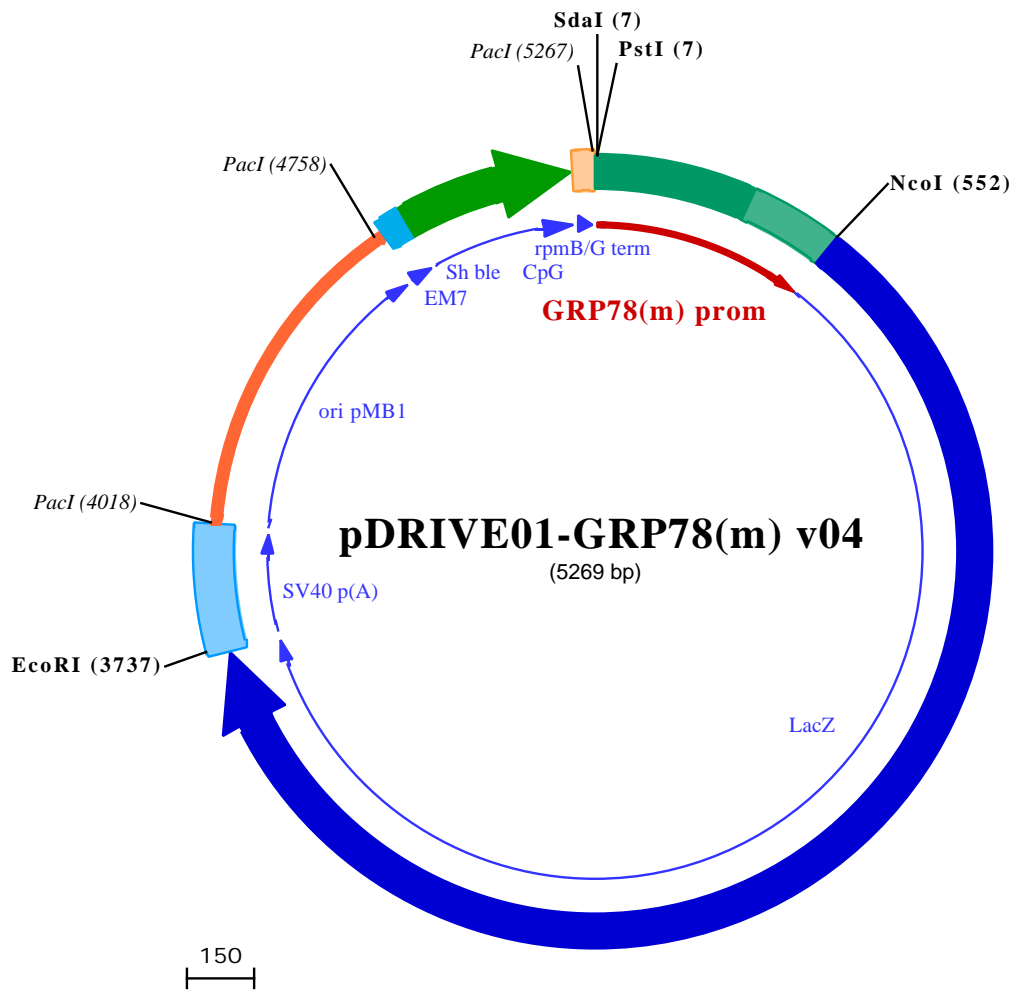 SdaI (7)
PacI (5267)
PstI (7)
PacI (4758)
NcoI (552)
rpmB/G term
Sh ble
CpG
EM7
GRP78(m) prom
ori pMB1
PacI (4018)
pDRIVE01-GRP78(m) v04
(5269 bp)
SV40 p(A)
EcoRI (3737)
LacZ
150